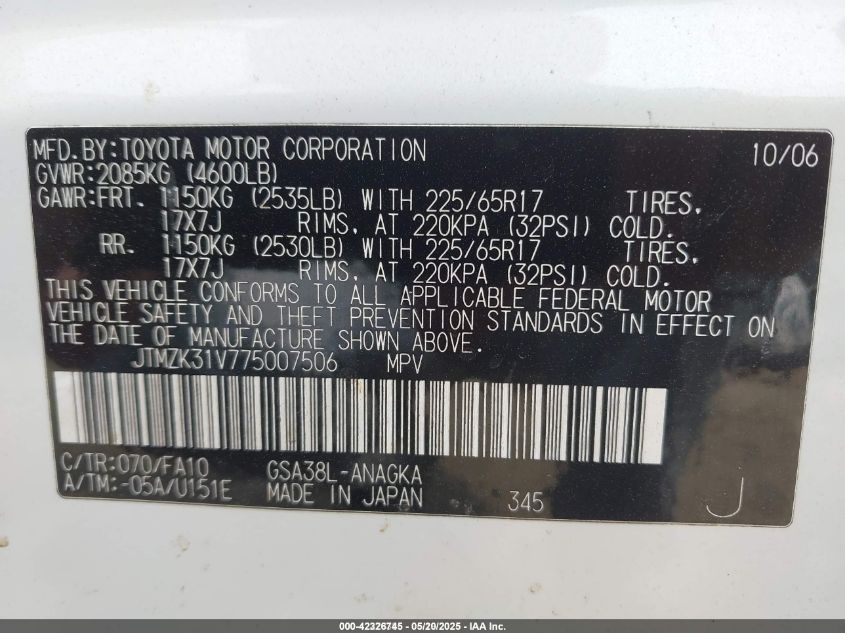 MFD.BY:TOYOTA MOTOR CORPORATION 10/06
GVWR:2085KG (4600LB)
GAWR:FRT. 1150KG (2535LB) WITH 225/65R17 TIRES,
17X7J RIMS, AT 220KPA (32PSI) COLD.
RR. 1150KG (2530LB) WITH 225/65R17 TIRES,
17X7J RIMS, AT 220KPA (32PSI) COLD.
THIS VEHICLE CONFORMS TO ALL APPLICABLE FEDERAL MOTOR
VEHICLE SAFETY AND THEFT PREVENTION STANDARDS IN EFFECT ON
THE DATE OF MANUFACTURE SHOWN ABOVE.
JTMZK31V775007506 MPV
C/TR:070/FA10 GSA38L-ANAGKA
A/TM:-05A/U151E MADE IN JAPAN 345 J
000-42326745 - 05/20/2025 - IAA Inc.